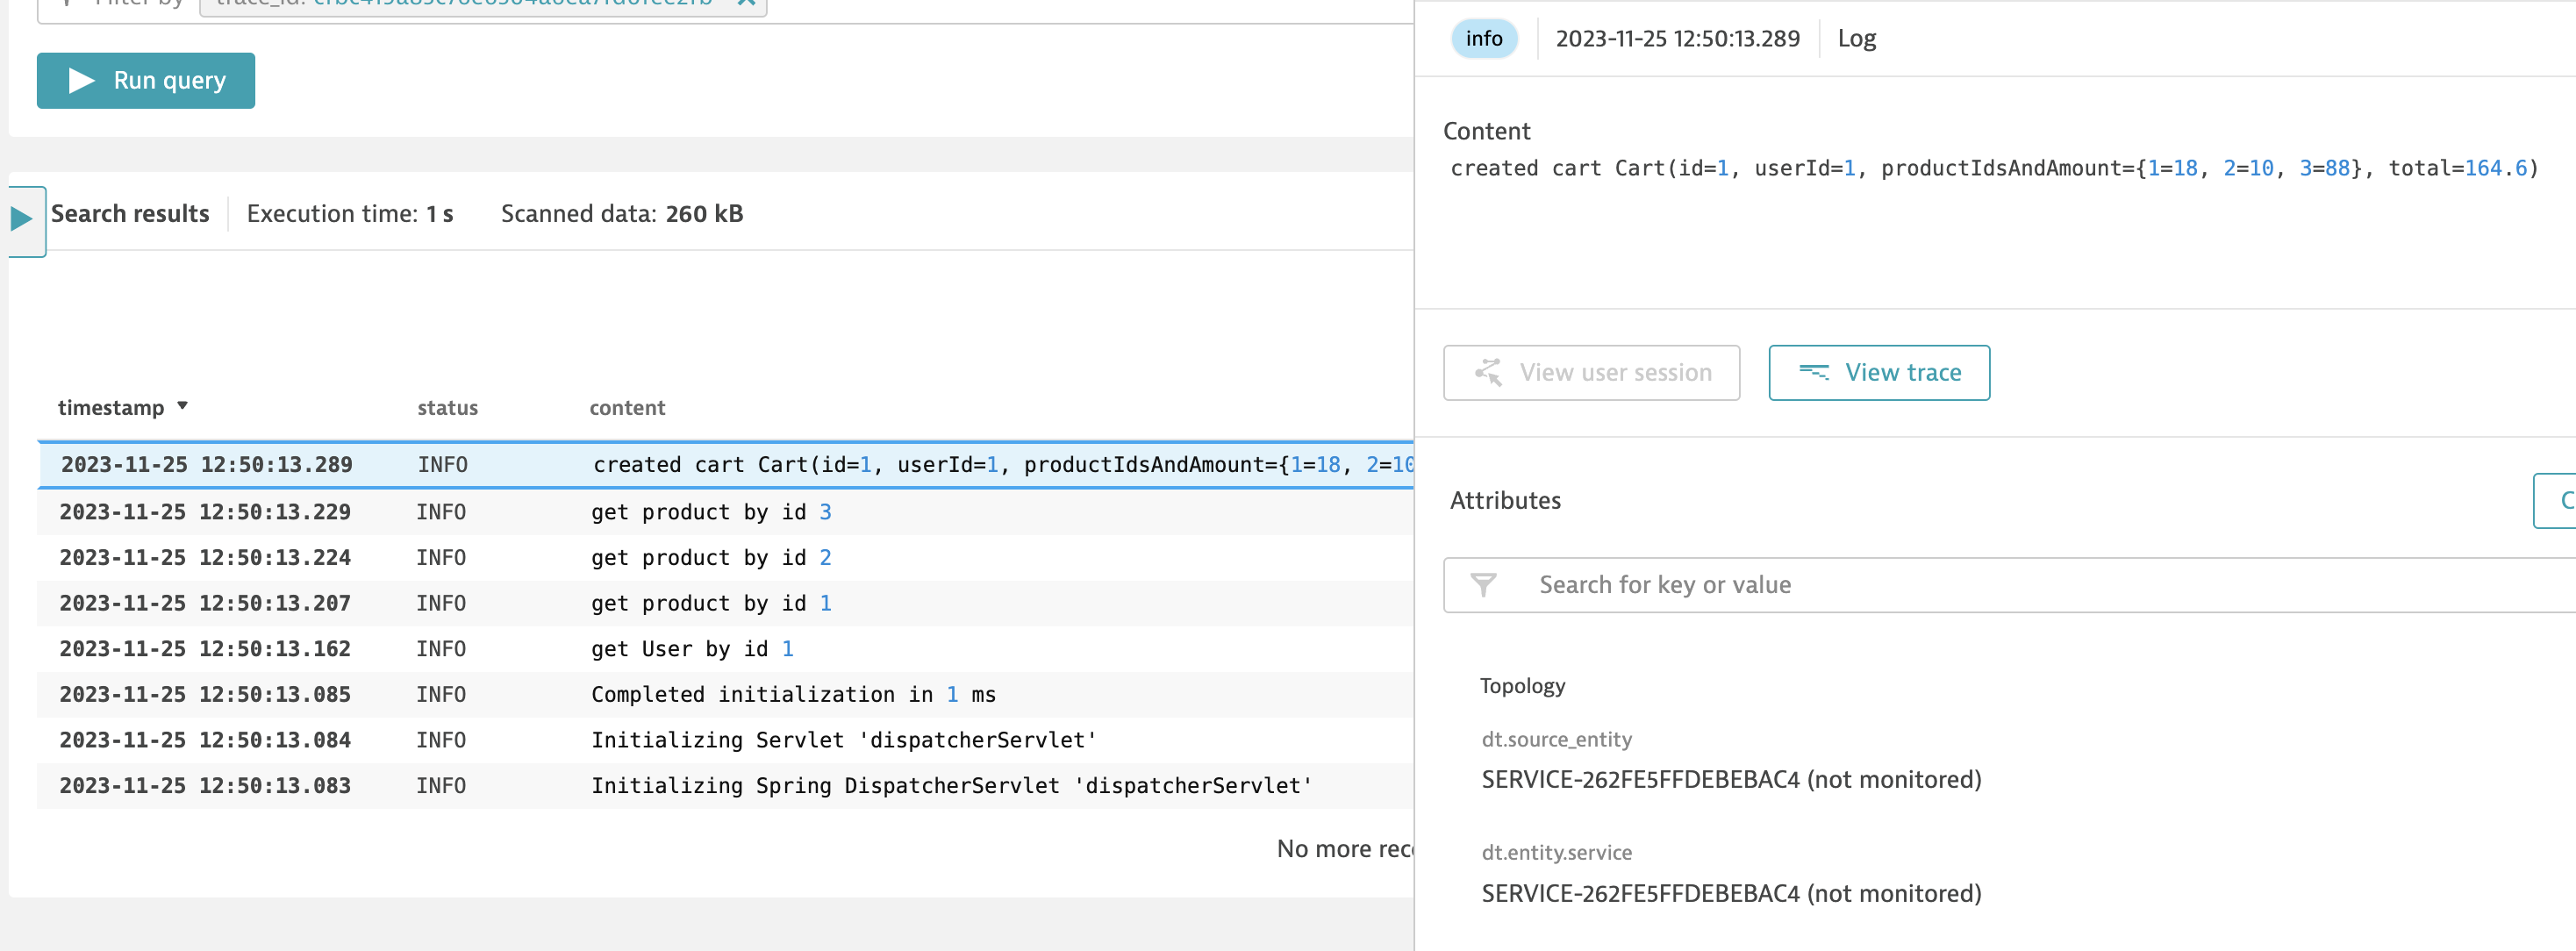 Filter by
Run query
Search results
Execution time: 1 s
Scanned data: 260 kB
timestamp
status
content
2023-11-25 12:50:13.289 INFO created cart Cart(id=1, userId=1, productIdsAndAmount={1=18, 2=10
2023-11-25 12:50:13.229 INFO get product by id 3
2023-11-25 12:50:13.224 INFO get product by id 2
2023-11-25 12:50:13.207 INFO get product by id 1
2023-11-25 12:50:13.162 INFO get User by id 1
2023-11-25 12:50:13.085 INFO Completed initialization in 1 ms
2023-11-25 12:50:13.084 INFO Initializing Servlet 'dispatcherServlet'
2023-11-25 12:50:13.083 INFO Initializing Spring DispatcherServlet 'dispatcherServlet'
No more
info
2023-11-25 12:50:13.289
Log
Content
created cart Cart(id=1, userId=1, productIdsAndAmount={1=18, 2=10, 3=88}, total=164.6)
View user session
View trace
Attributes
Search for key or value
Topology
dt.source_entity
SERVICE-262FE5FFDEBEBAC4 (not monitored)
dt.entity.service
SERVICE-262FE5FFDEBEBAC4 (not monitored)